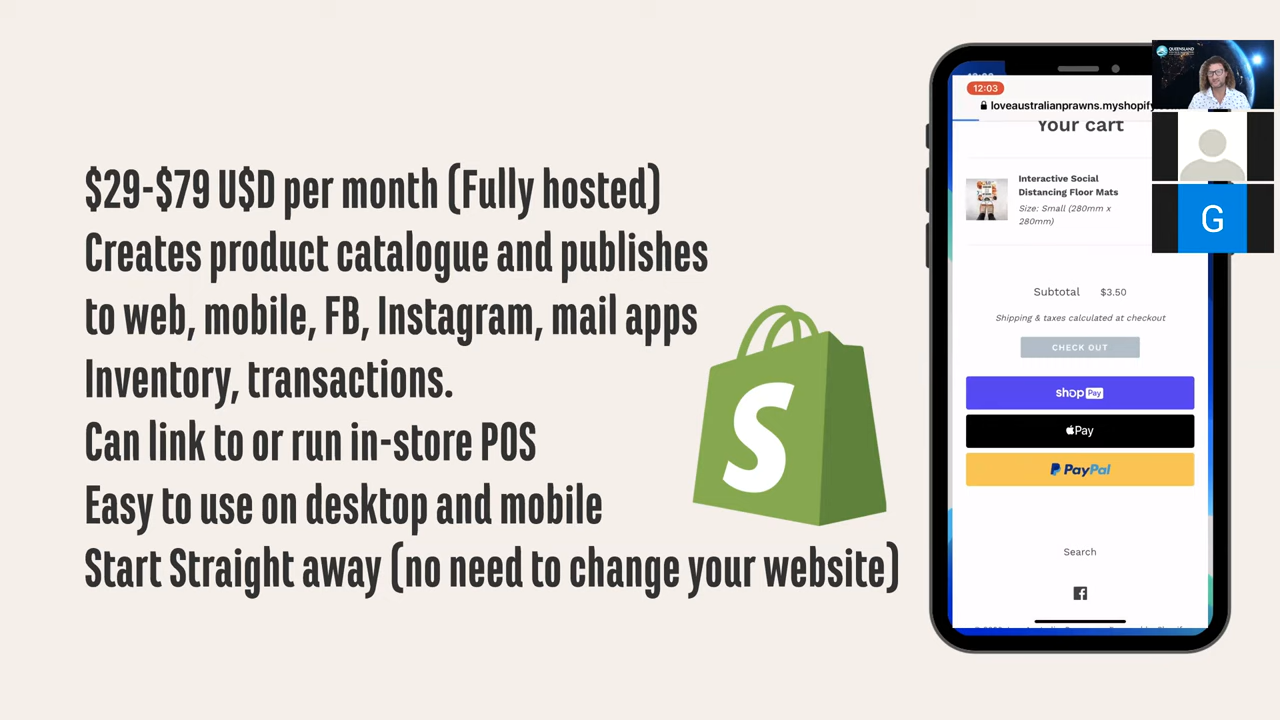 $29-$79 U$D per month (Fully hosted)
Creates product catalogue and publishes
to web, mobile, FB, Instagram, mail apps
Inventory, transactions.
Can link to or run in-store POS
Easy to use on desktop and mobile
Start Straight away (no need to change your website)
S
12:03
loveaustralianprawns.myshopify
Your cart
Interactive Social
Distancing Floor Mats
Size: Small (280mm x
280mm)
Subtotal $3.50
Shipping & taxes calculated at checkout
CHECK OUT
shop Pay
Pay
PayPal
Search
QUEENSLAND
G